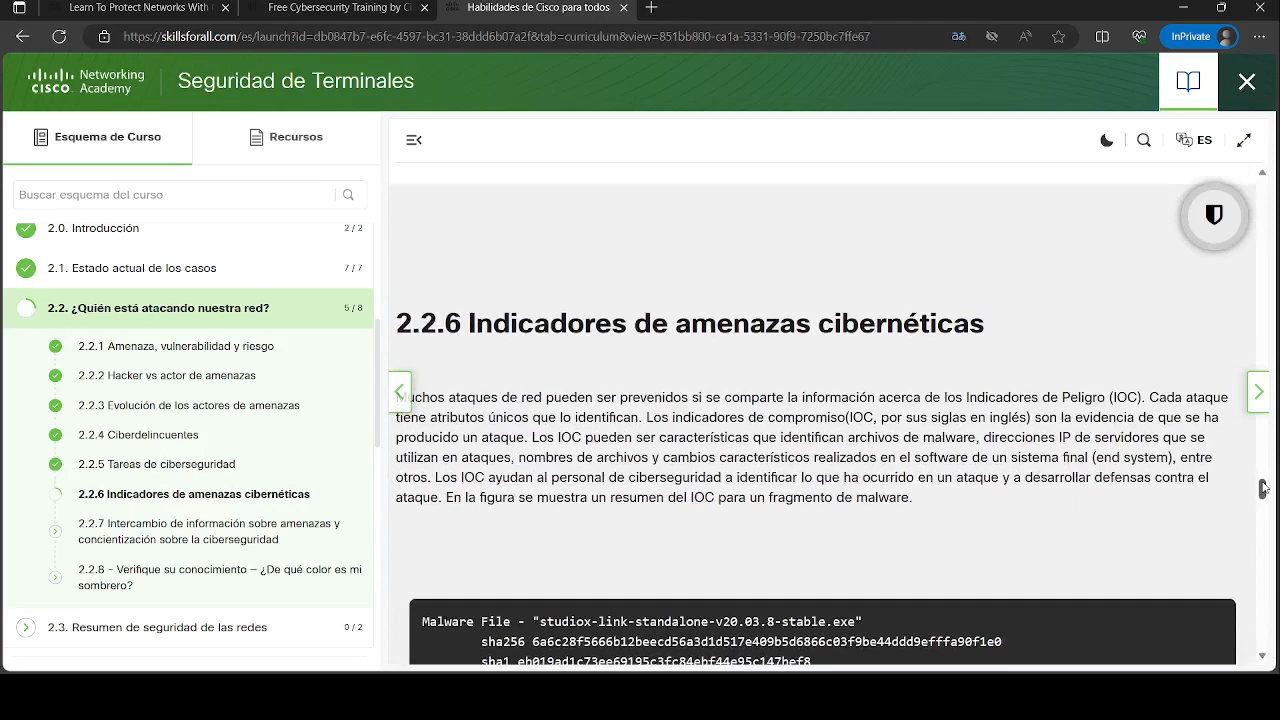 Learn To Protect Networks With
Free Cybersecurity Training by C
Habilidades de Cisco para todos
https://skillsforall.com/es/launch?id=db0847b7-e6fc-4597-bc31-38ddd6b07a2f&tab=curriculum&view=851bb800-ca1a-5331-90f9-7250bc7ffe67
InPrivate
CISCO
Networking
Academy
Seguridad de Terminales
Esquema de Curso
Recursos
ES
Buscar esquema del curso
2.0. Introducción 2 / 2
2.1. Estado actual de los casos 7 / 7
2.2. ¿Quién está atacando nuestra red? 5 / 8
2.2.1 Amenaza, vulnerabilidad y riesgo
2.2.2 Hacker vs actor de amenazas
2.2.3 Evolución de los actores de amenazas
2.2.4 Ciberdelincuentes
2.2.5 Tareas de ciberseguridad
2.2.6 Indicadores de amenazas cibernéticas
2.2.7 Intercambio de información sobre amenazas y
concientización sobre la ciberseguridad
2.2.8 - Verifique su conocimiento – ¿De qué color es mi
sombrero?
2.3. Resumen de seguridad de las redes 0 / 2
2.2.6 Indicadores de amenazas cibernéticas
Muchos ataques de red pueden ser prevenidos si se comparte la información acerca de los Indicadores de Peligro (IOC). Cada ataque
tiene atributos únicos que lo identifican. Los indicadores de compromiso(IOC, por sus siglas en inglés) son la evidencia de que se ha
producido un ataque. Los IOC pueden ser características que identifican archivos de malware, direcciones IP de servidores que se
utilizan en ataques, nombres de archivos y cambios característicos realizados en el software de un sistema final (end system), entre
otros. Los IOC ayudan al personal de ciberseguridad a identificar lo que ha ocurrido en un ataque y a desarrollar defensas contra el
ataque. En la figura se muestra un resumen del IOC para un fragmento de malware.
Malware File - "studiox-link-standalone-v20.03.8-stable.exe"
sha256 6a6c28f5666b12beecd56a3d1d517e409b5d6866c03f9be44ddd9efffa90f1e0
sha1 eb019ad1c73ee69195c3fc84ebf44e95c147bef8